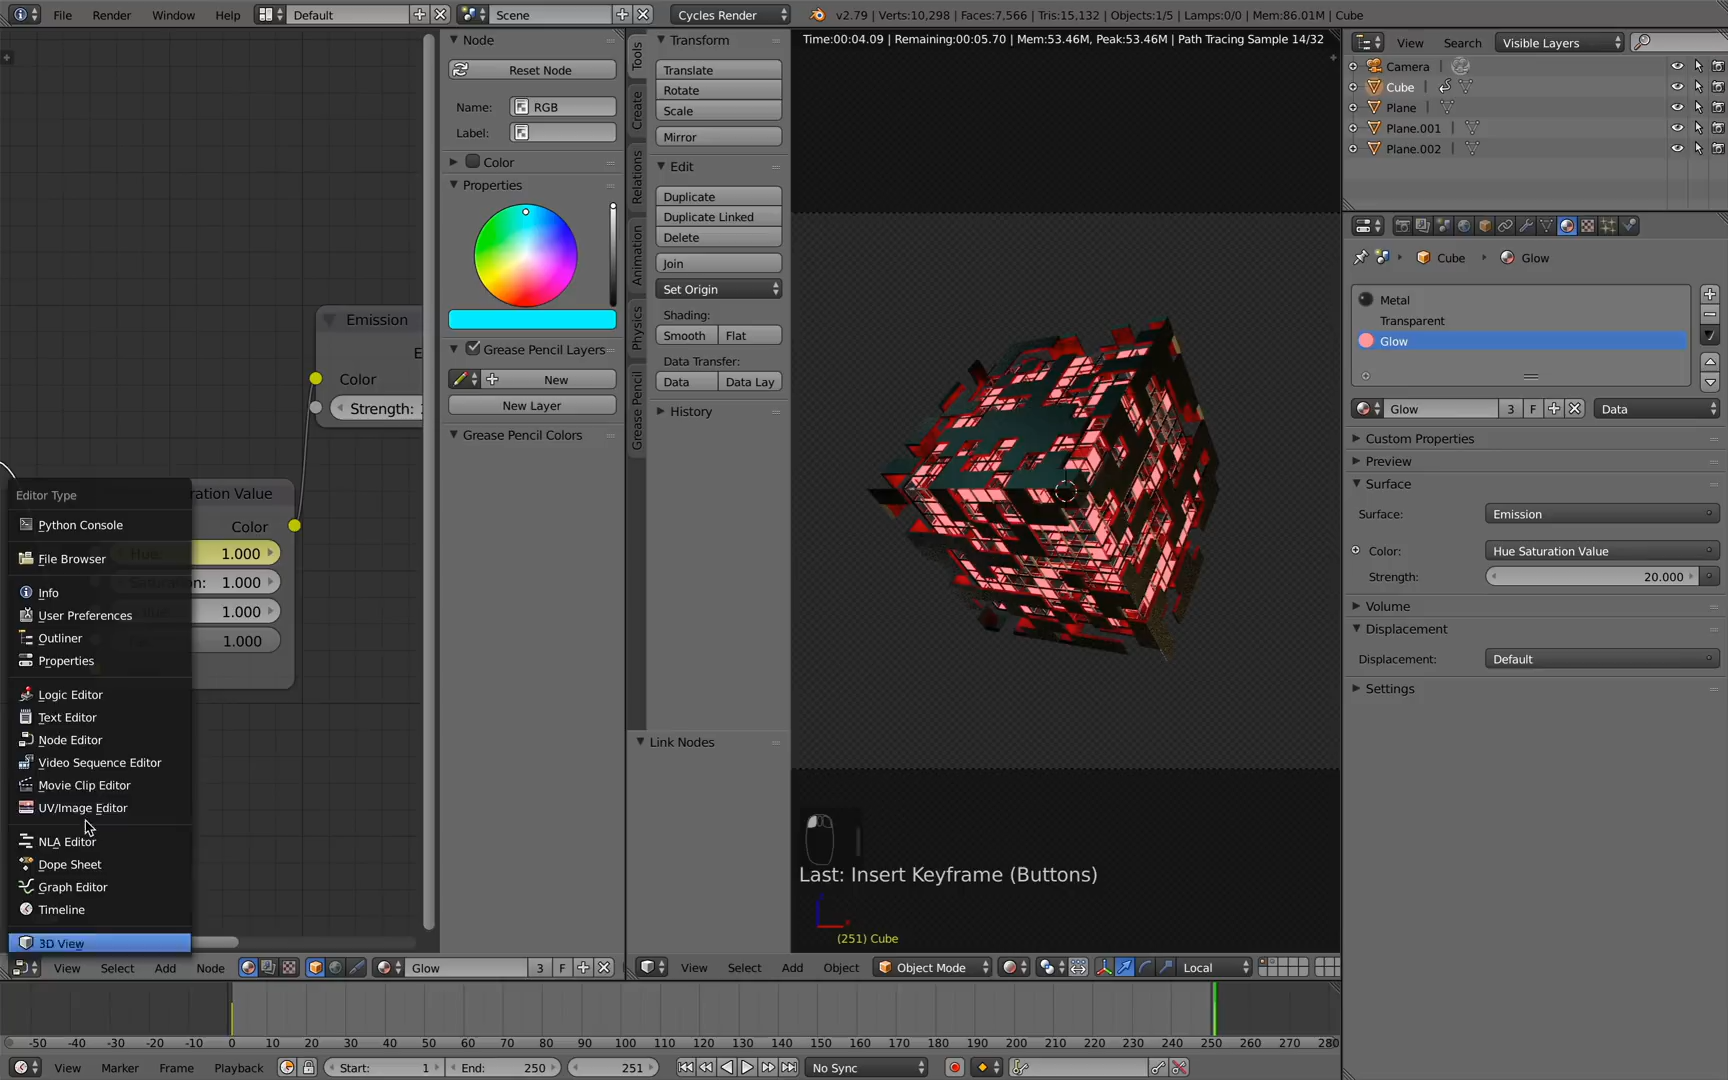 File Render Window Help Default Scene Cycles Render v2.79 | Verts:10,298 | Faces:7,566 | Tris:15,132 | Objects:1/5 | Lamps:0/0 | Mem:86.01M | Cube
Time:00:04.09 | Remaining:00:05.70 | Mem:53.46M, Peak:53.46M | Path Tracing Sample 14/32
Node
Reset Node
Name: RGB
Label:
Color
Properties
Grease Pencil Layers
New
New Layer
Grease Pencil Colors
Tools
Create
Relations
Animation
Physics
Grease Pencil
Transform
Translate
Rotate
Scale
Mirror
Edit
Duplicate
Duplicate Linked
Delete
Join
Set Origin
Shading:
Smooth Flat
Data Transfer:
Data Data Lay
History
Link Nodes
Emission
E
Color
Strength:
ration Value
Color
Hue: 1.000
Saturation: 1.000
1.000
1.000
Editor Type
Python Console
File Browser
Info
User Preferences
Outliner
Properties
Logic Editor
Text Editor
Node Editor
Video Sequence Editor
Movie Clip Editor
UV/Image Editor
NLA Editor
Dope Sheet
Graph Editor
Timeline
3D View
Last: Insert Keyframe (Buttons)
(251) Cube
View Select Add Node Glow 3 F
View Select Add Object Object Mode Local
View Search Visible Layers
Camera
Cube
Plane
Plane.001
Plane.002
Cube Glow
Metal
Transparent
Glow
Glow 3 F Data
Custom Properties
Preview
Surface
Surface: Emission
Color: Hue Saturation Value
Strength: 20.000
Volume
Displacement
Displacement: Default
Settings
-50 -40 -30 -20 -10 0 10 20 30 40 50 60 70 80 90 100 110 120 130 140 150 160 170 180 190 200 210 220 230 240 250 260 270 280
View Marker Frame Playback Start: 1 End: 250 251 No Sync